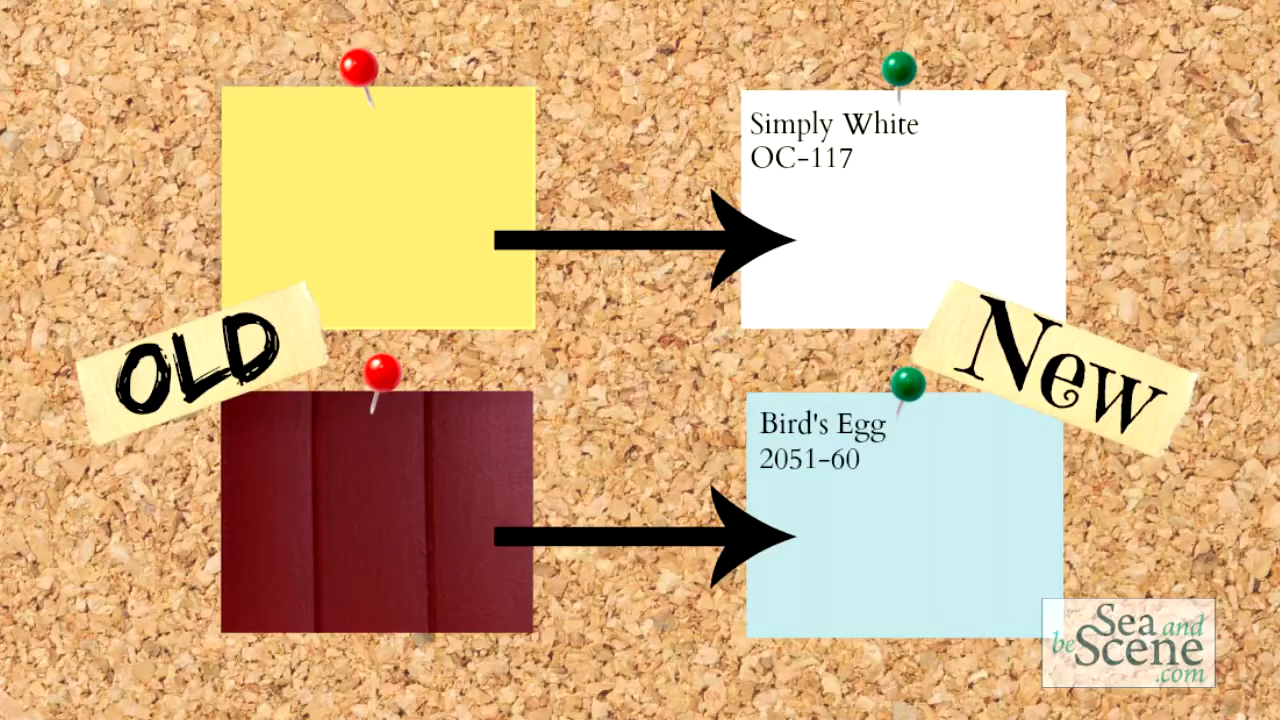 Simply White
OC-117
OLD
New
Bird's Egg
2051-60
Sea and
be Scene
.com